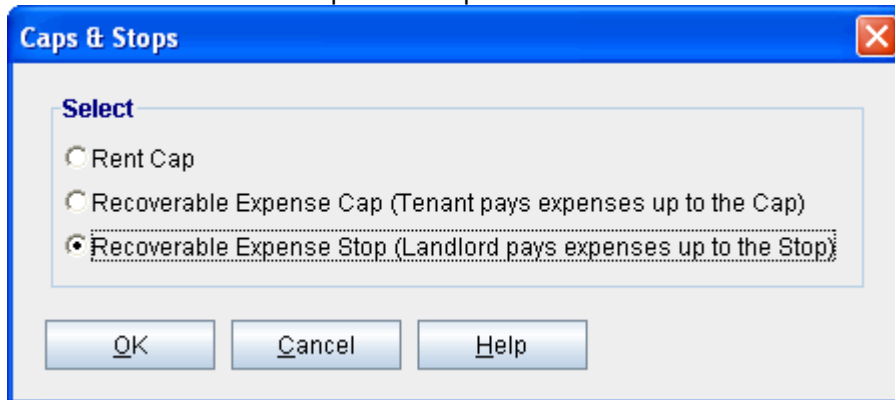 Caps & Stops
Select
Rent Cap
Recoverable Expense Cap (Tenant pays expenses up to the Cap)
Recoverable Expense Stop (Landlord pays expenses up to the Stop)
OK Cancel Help